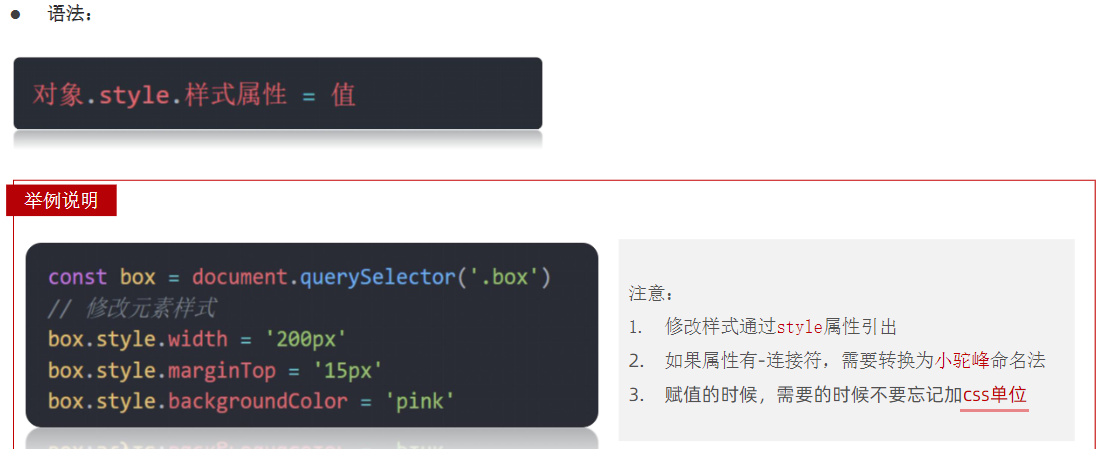 ● 语法：
对象.style.样式属性 = 值
举例说明
const box = document.querySelector('.box')
// 修改元素样式
box.style.width = '200px'
box.style.marginTop = '15px'
box.style.backgroundColor = 'pink'
注意：
1. 修改样式通过style属性引出
2. 如果属性有-连接符，需要转换为小驼峰命名法
3. 赋值的时候，需要的时候不要忘记加css单位